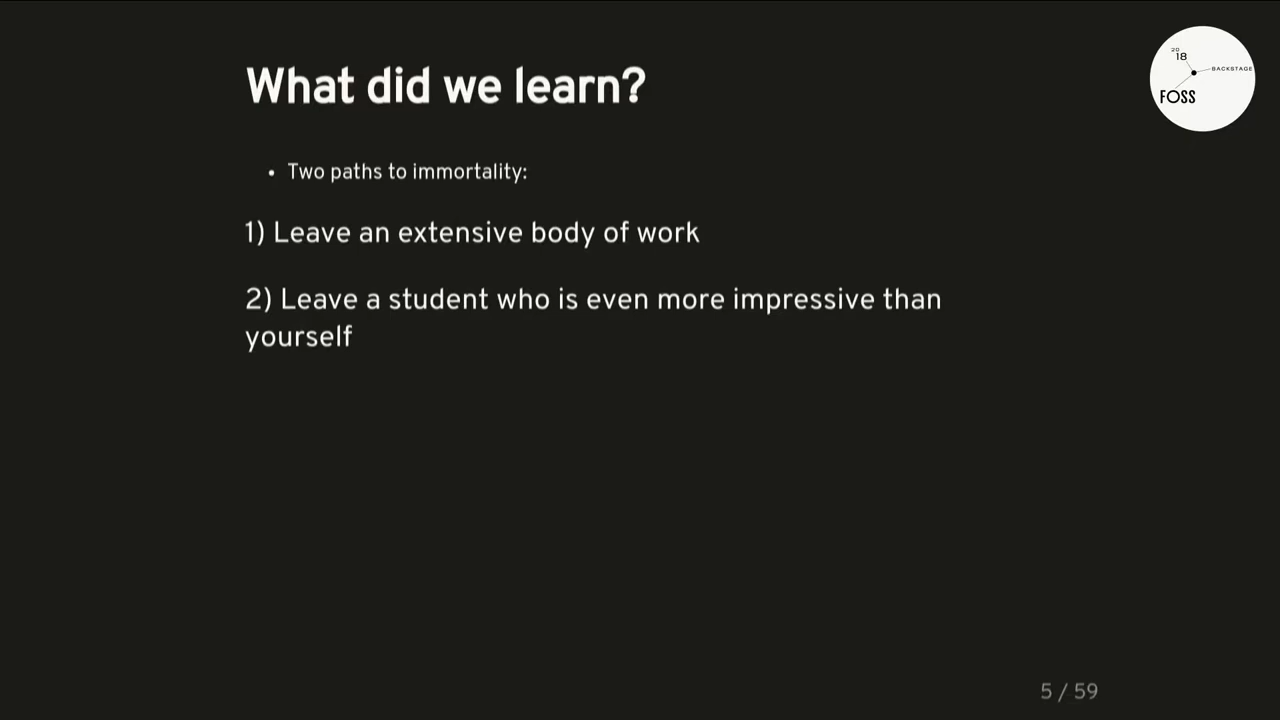 What did we learn?
• Two paths to immortality:
1) Leave an extensive body of work
2) Leave a student who is even more impressive than
yourself
20
18
BACKSTAGE
FOSS
5 / 59